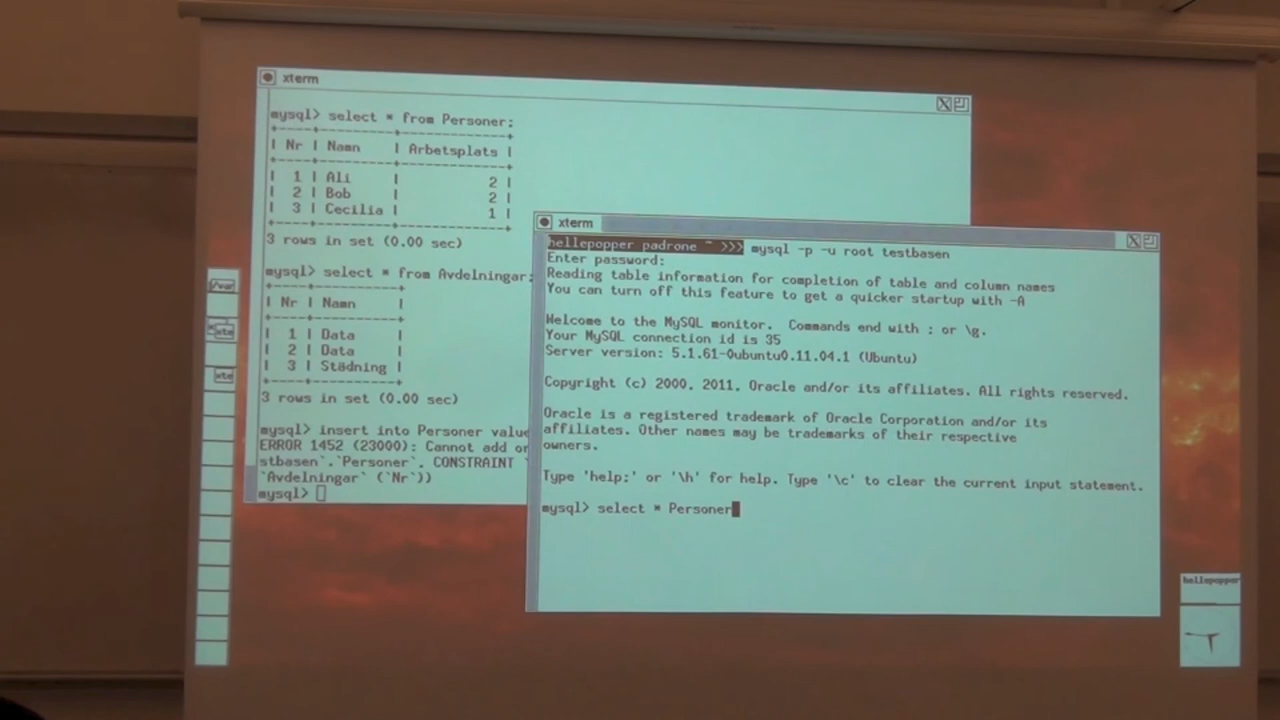 xterm
mysql> select * from Personer;
+----+---------+-------------+
| Nr | Namn    | Arbetsplats |
+----+---------+-------------+
|  1 | Ali     |           2 |
|  2 | Bob     |           2 |
|  3 | Cecilia |           1 |
+----+---------+-------------+
3 rows in set (0.00 sec)
mysql> select * from Avdelningar;
+----+----------+
| Nr | Namn     |
+----+----------+
|  1 | Data     |
|  2 | Data     |
|  3 | Städning |
+----+----------+
3 rows in set (0.00 sec)
mysql> insert into Personer value
ERROR 1452 (23000): Cannot add or
stbasen`.`Personer`, CONSTRAINT `
`Avdelningar` (`Nr`))
mysql>
xterm
hellepopper padrone ~ >>> mysql -p -u root testbasen
Enter password:
Reading table information for completion of table and column names
You can turn off this feature to get a quicker startup with -A
Welcome to the MySQL monitor.  Commands end with ; or \g.
Your MySQL connection id is 35
Server version: 5.1.61-0ubuntu0.11.04.1 (Ubuntu)
Copyright (c) 2000, 2011, Oracle and/or its affiliates. All rights reserved.
Oracle is a registered trademark of Oracle Corporation and/or its
affiliates. Other names may be trademarks of their respective
owners.
Type 'help;' or '\h' for help. Type '\c' to clear the current input statement.
mysql> select * Personer
/var
xte
xte
hellepopper